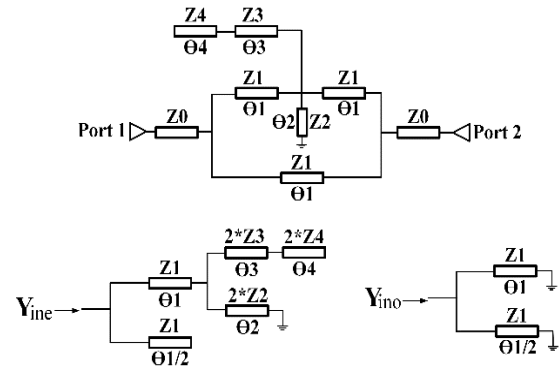 Z4 Z3
Θ4 Θ3
Z1 Z1
Θ1 Θ2 Z2 Θ1
Port 1 Z0 Z0 Port 2
Z1
Θ1
2*Z3 2*Z4
Z1 Θ3 Θ4 Z1
Θ1 2*Z2 Θ1
Yine Yino
Z1 Θ2 Z1
Θ1/2 Θ1/2